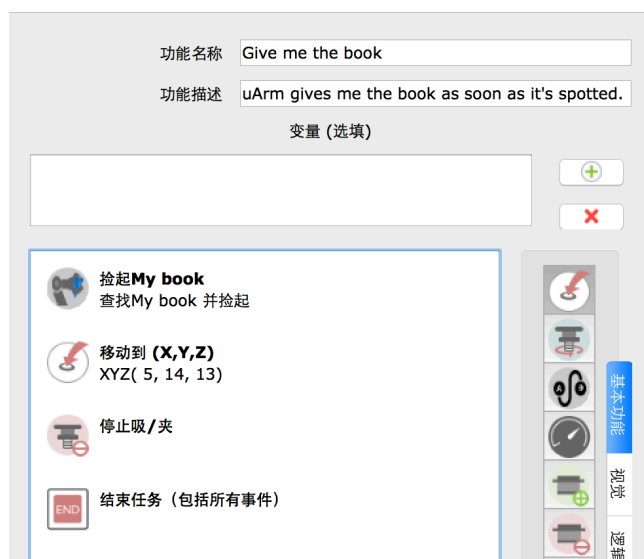 功能名称 Give me the book
功能描述 uArm gives me the book as soon as it's spotted.
变量 (选填)
捡起My book
查找My book 并捡起
移动到 (X,Y,Z)
XYZ( 5, 14, 13)
停止吸/夹
END 结束任务（包括所有事件）
基本功能
视觉
逻辑